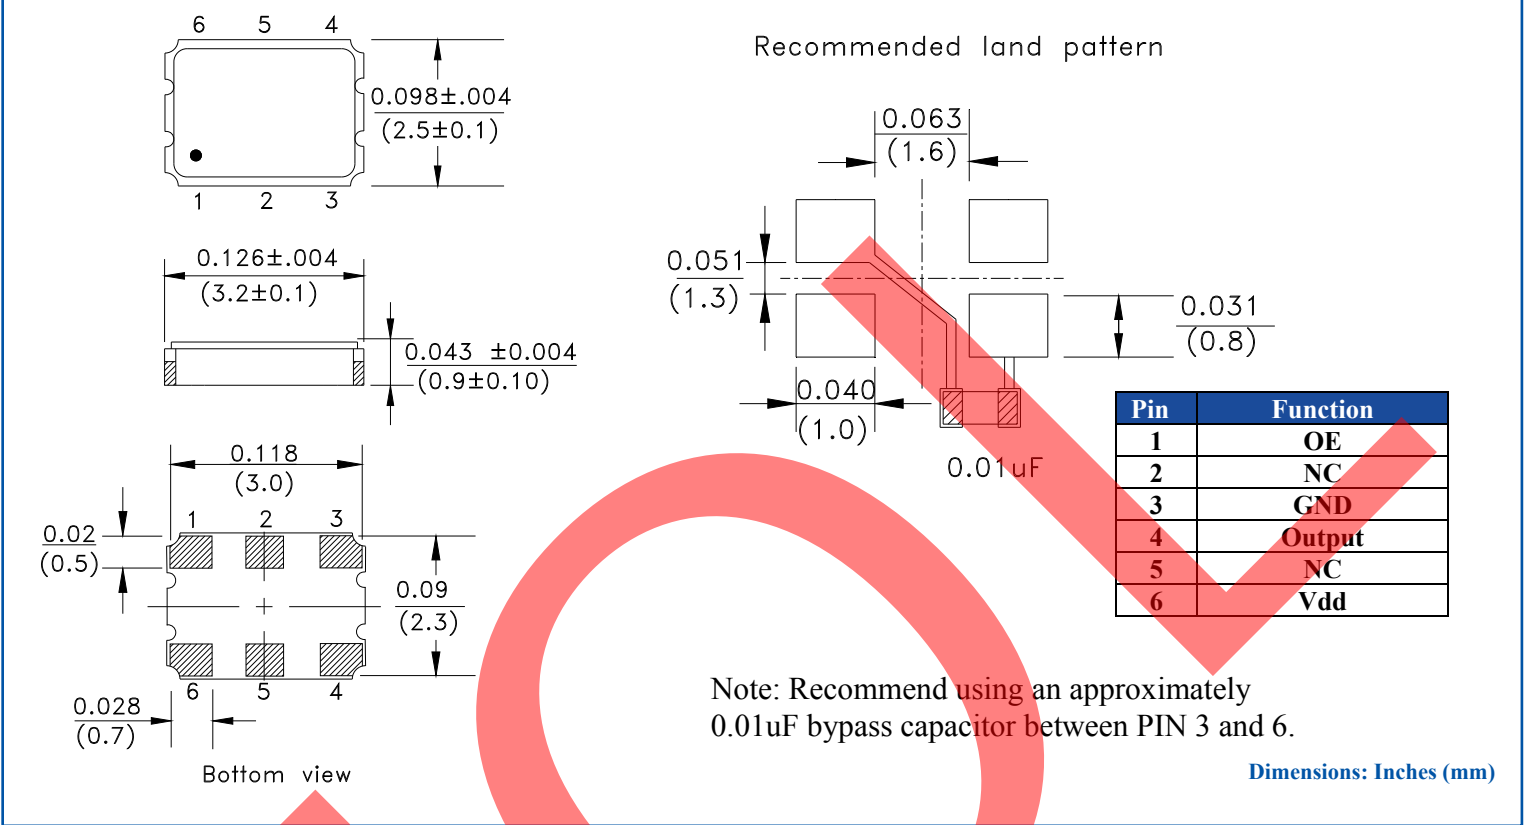 6 5 4
0.098±.004
(2.5±0.1)
1 2 3
0.126±.004
(3.2±0.1)
0.043 ±0.004
(0.9±0.10)
0.118
(3.0)
1 2 3
0.02
(0.5)
0.09
(2.3)
6 5 4
0.028
(0.7)
Bottom view
Recommended land pattern
0.063
(1.6)
0.051
(1.3)
0.031
(0.8)
0.040
(1.0)
0.01uF
Pin Function
1 OE
2 NC
3 GND
4 Output
5 NC
6 Vdd
Note: Recommend using an approximately
0.01uF bypass capacitor between PIN 3 and 6.
Dimensions: Inches (mm)